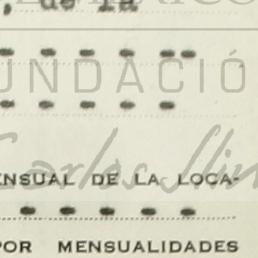 , de la
UNDACIÓ
Carlos Slim
ENSUAL DE LA LOCA-
POR MENSUALIDADES